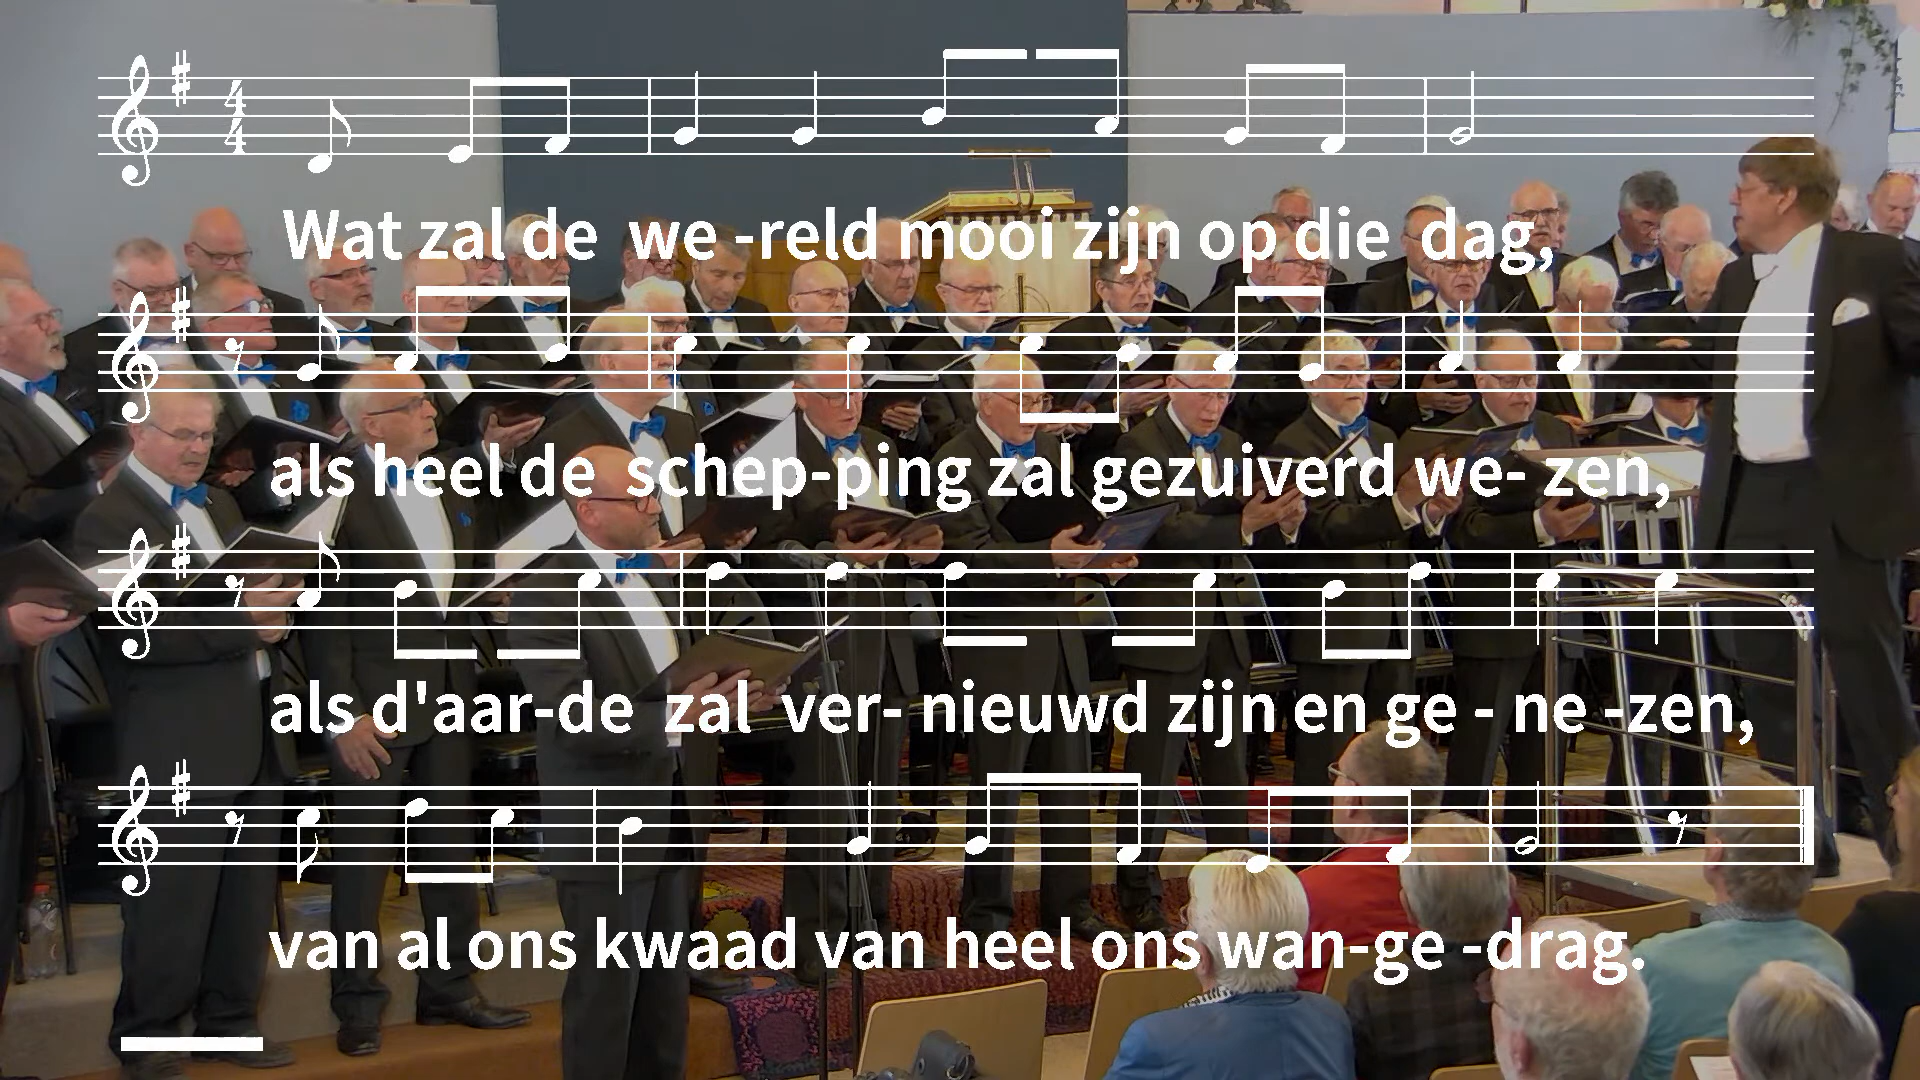 Wat zal de we -reld mooi zijn op die dag,
als heel de schep-ping zal gezuiverd we- zen,
als d'aar-de zal ver- nieuwd zijn en ge - ne -zen,
van al ons kwaad van heel ons wan-ge -drag.